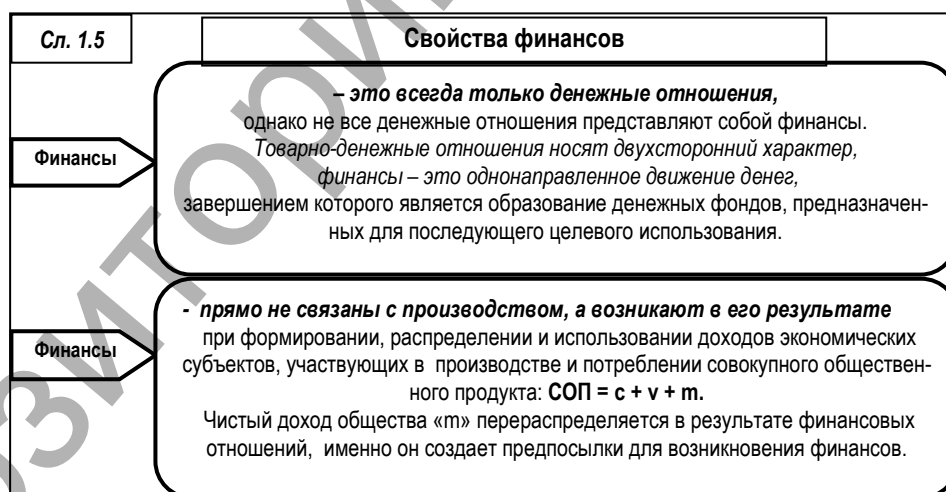 Сл. 1.5
Свойства финансов
Финансы
– это всегда только денежные отношения,
однако не все денежные отношения представляют собой финансы.
Товарно-денежные отношения носят двухсторонний характер,
финансы – это однонаправленное движение денег,
завершением которого является образование денежных фондов, предназначен-
ных для последующего целевого использования.
Финансы
- прямо не связаны с производством, а возникают в его результате
при формировании, распределении и использовании доходов экономических
субъектов, участвующих в производстве и потреблении совокупного обществен-
ного продукта: СОП = c + v + m.
Чистый доход общества «m» перераспределяется в результате финансовых
отношений, именно он создает предпосылки для возникновения финансов.